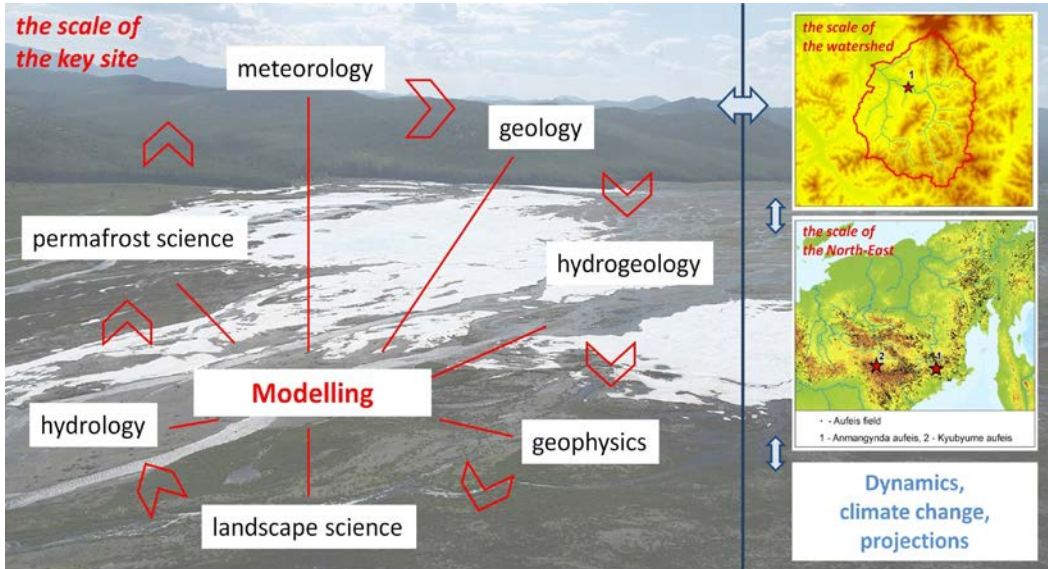 the scale of
the key site
meteorology
geology
permafrost science
hydrogeology
Modelling
hydrology
geophysics
landscape science
the scale of
the watershed
1
the scale of
the North-East
2
1
- Aufeis field
1 - Anmangynda aufeis, 2 - Kyubyume aufeis
Dynamics,
climate change,
projections